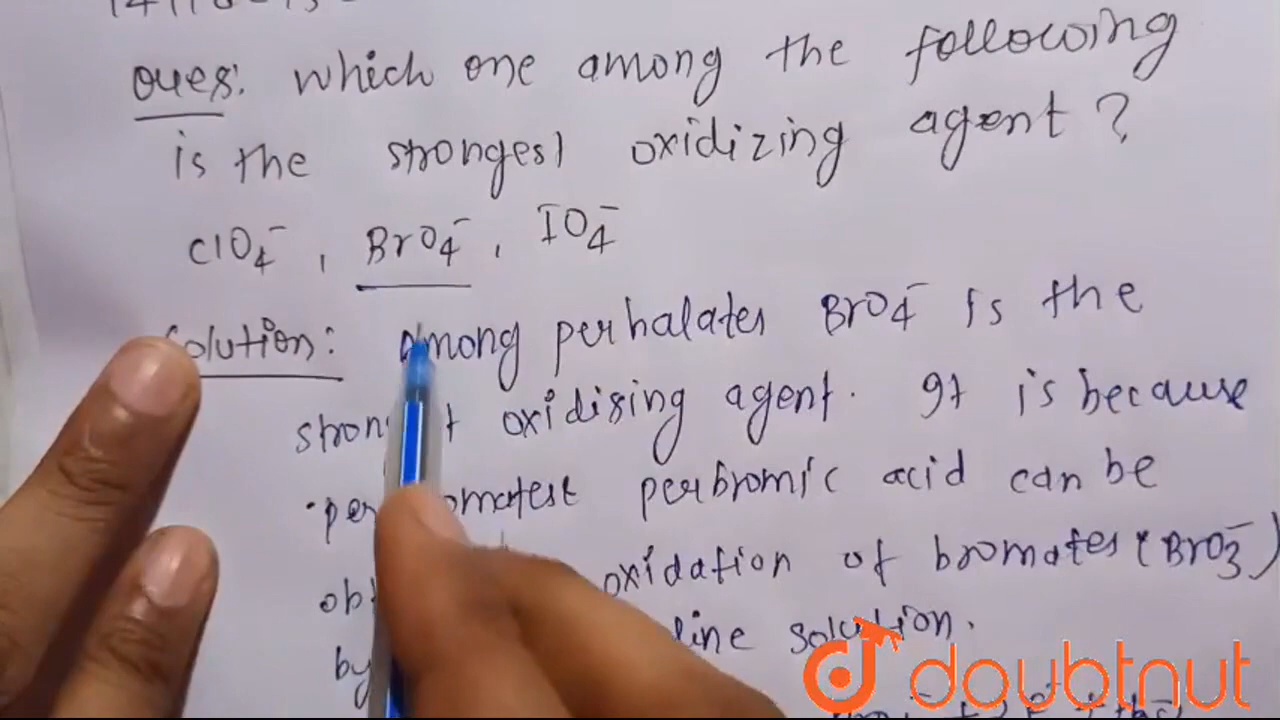 Ques: which one among the following
is the strongest oxidizing agent?
ClO4⁻, BrO4⁻, IO4⁻
Solution: Among perhalates BrO4⁻ is the
oxidising agent. It is because
perbromic acid can be
oxidation of bromates (BrO3⁻)
by solution.
doubtnut